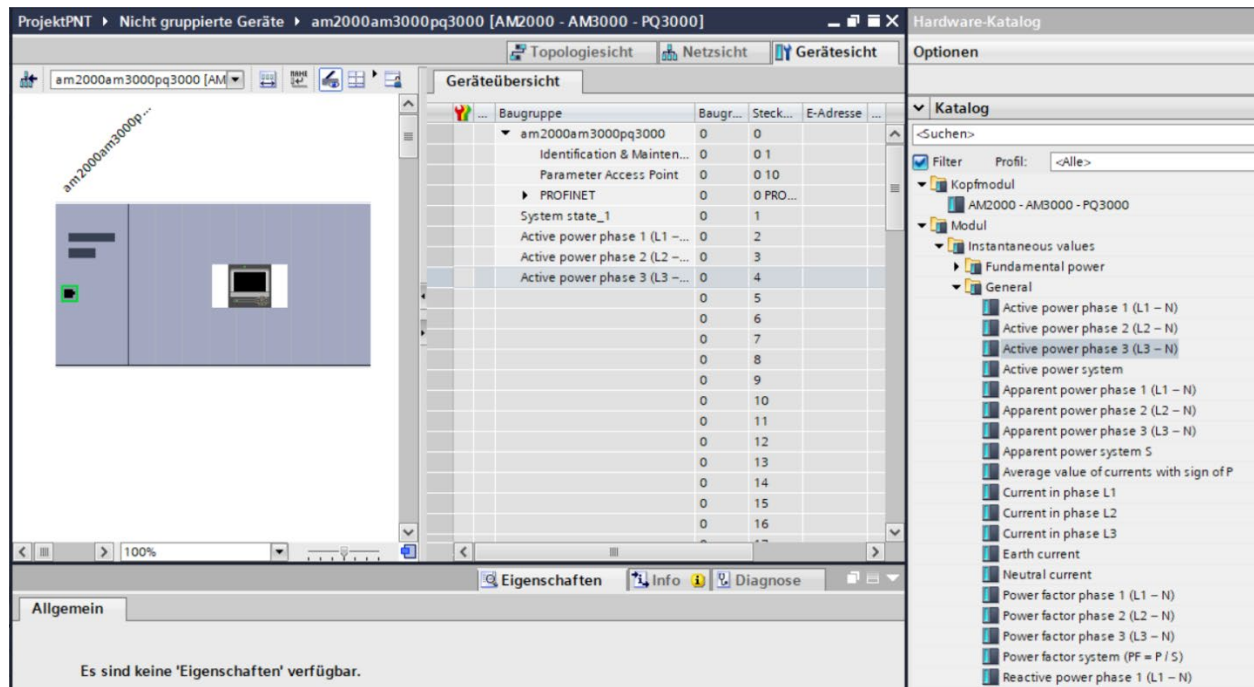 ProjektPNT ▸ Nicht gruppierte Geräte ▸ am2000am3000pq3000 [AM2000 - AM3000 - PQ3000]
Topologiesicht Netzsicht Gerätesicht
am2000am3000pq3000 [AM
am2000am3000p...
100%
Geräteübersicht
... Baugruppe Baugr... Steck... E-Adresse ...
am2000am3000pq3000 0 0
Identification & Mainten... 0 0 1
Parameter Access Point 0 0 10
PROFINET 0 0 PRO...
System state_1 0 1
Active power phase 1 (L1 –... 0 2
Active power phase 2 (L2 –... 0 3
Active power phase 3 (L3 –... 0 4
0 5
0 6
0 7
0 8
0 9
0 10
0 11
0 12
0 13
0 14
0 15
0 16
Eigenschaften Info Diagnose
Allgemein
Es sind keine 'Eigenschaften' verfügbar.
Hardware-Katalog
Optionen
Katalog
<Suchen>
Filter Profil: <Alle>
Kopfmodul
AM2000 - AM3000 - PQ3000
Modul
Instantaneous values
Fundamental power
General
Active power phase 1 (L1 – N)
Active power phase 2 (L2 – N)
Active power phase 3 (L3 – N)
Active power system
Apparent power phase 1 (L1 – N)
Apparent power phase 2 (L2 – N)
Apparent power phase 3 (L3 – N)
Apparent power system S
Average value of currents with sign of P
Current in phase L1
Current in phase L2
Current in phase L3
Earth current
Neutral current
Power factor phase 1 (L1 – N)
Power factor phase 2 (L2 – N)
Power factor phase 3 (L3 – N)
Power factor system (PF = P / S)
Reactive power phase 1 (L1 – N)